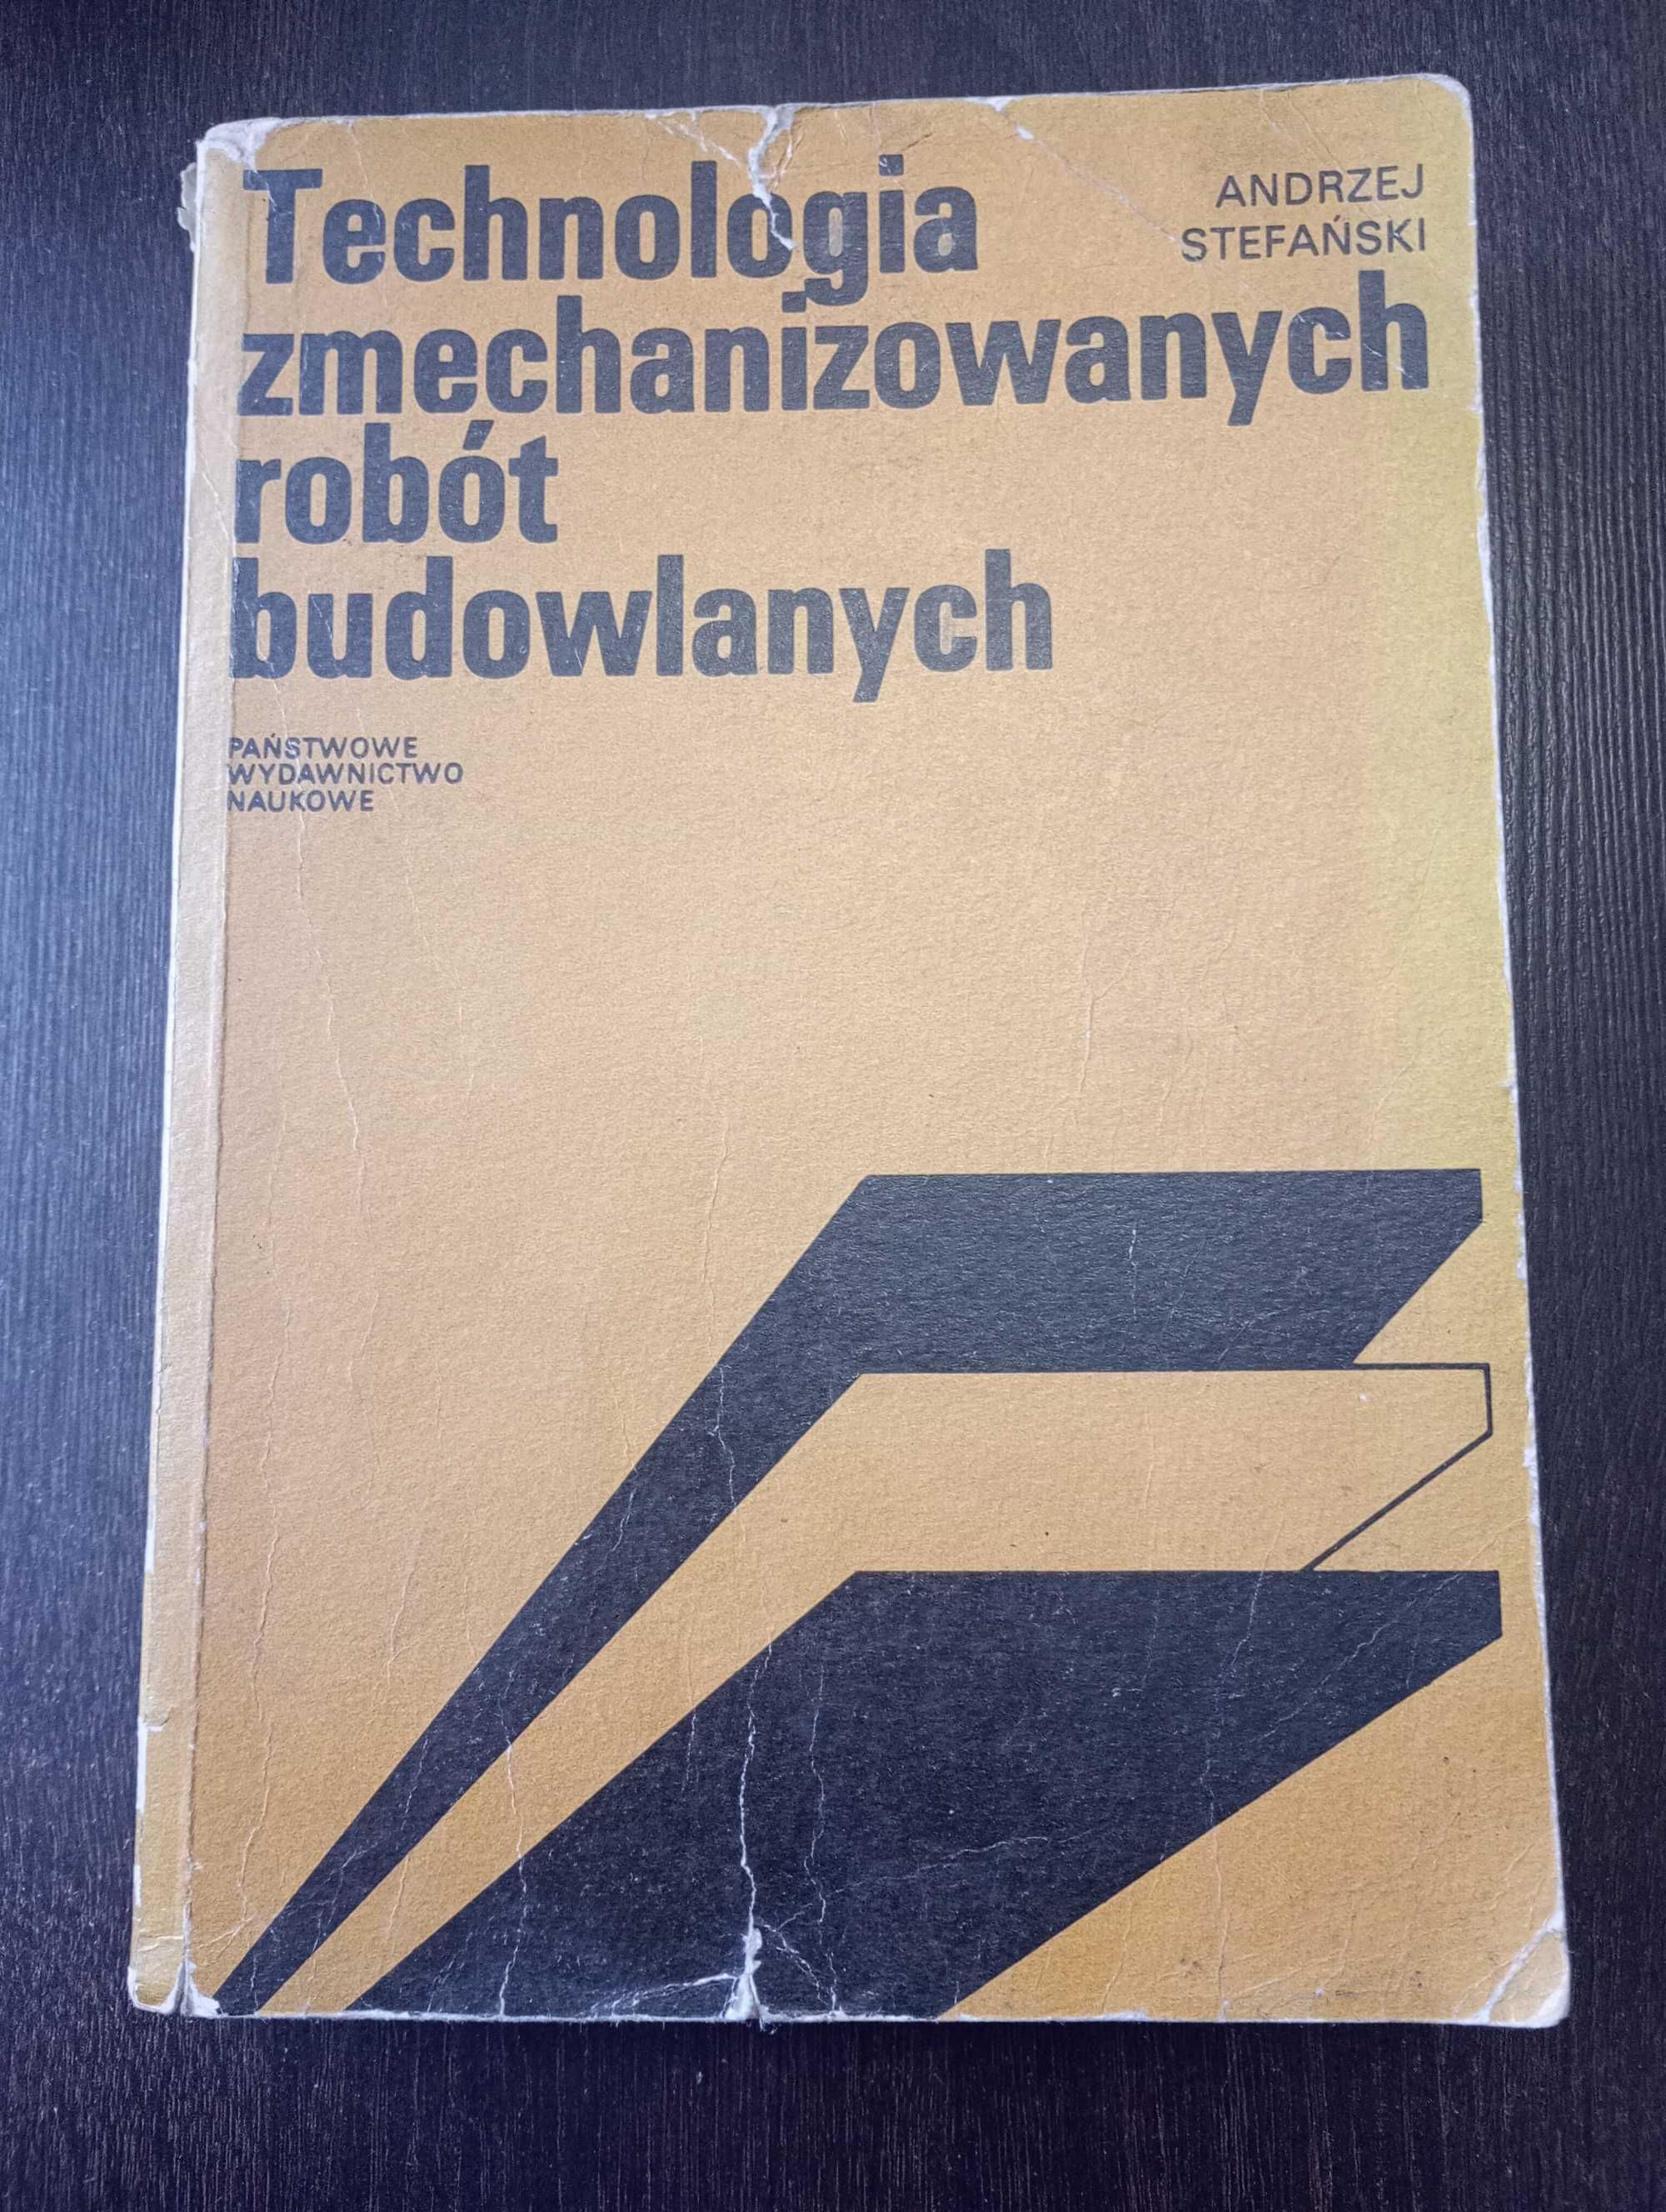 Technologia
zmechanizowanych
robót
budowlanych
ANDRZEJ
STEFAŃSKI
PAŃSTWOWE
WYDAWNICTWO
NAUKOWE